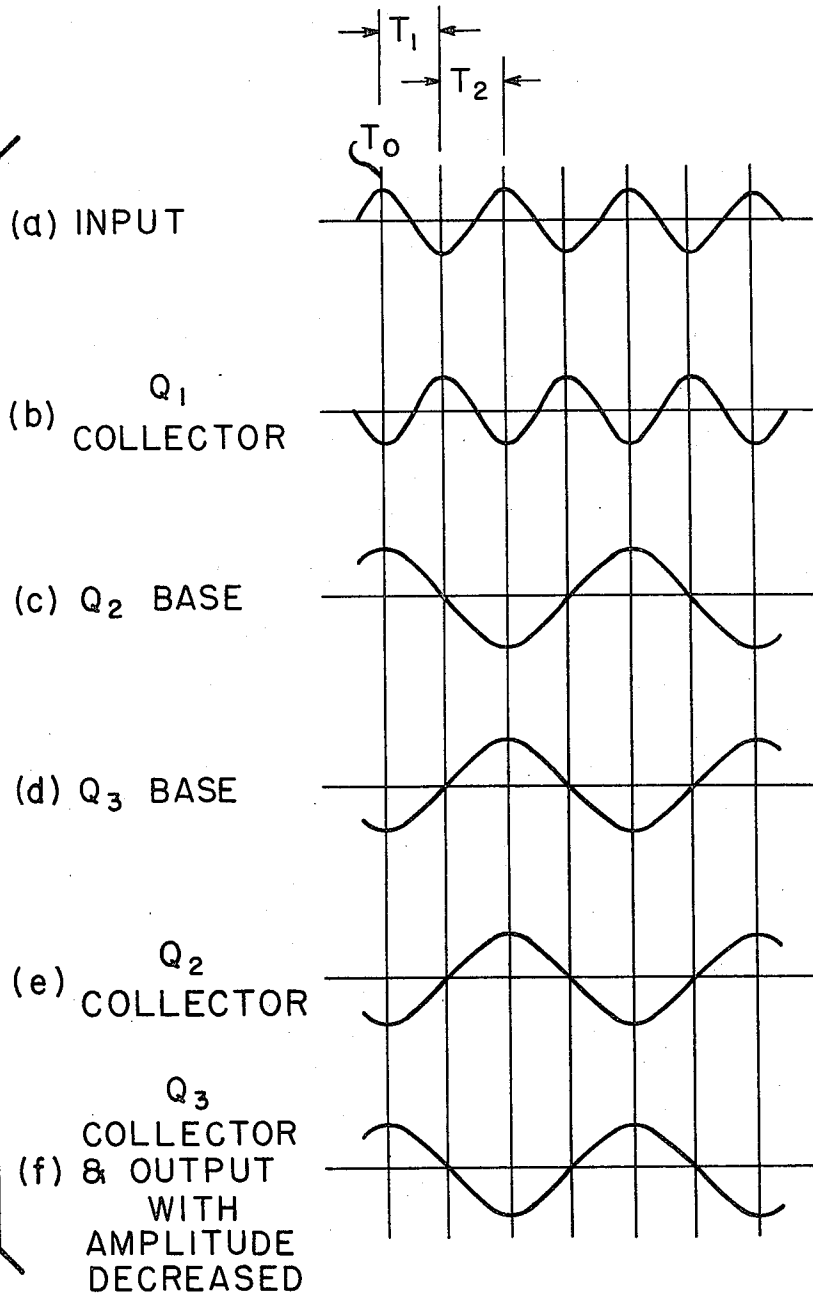 T1
T2
T0
(a) INPUT
Q1
(b) COLLECTOR
(c) Q2 BASE
(d) Q3 BASE
Q2
(e) COLLECTOR
Q3
COLLECTOR
(f) & OUTPUT
WITH
AMPLITUDE
DECREASED